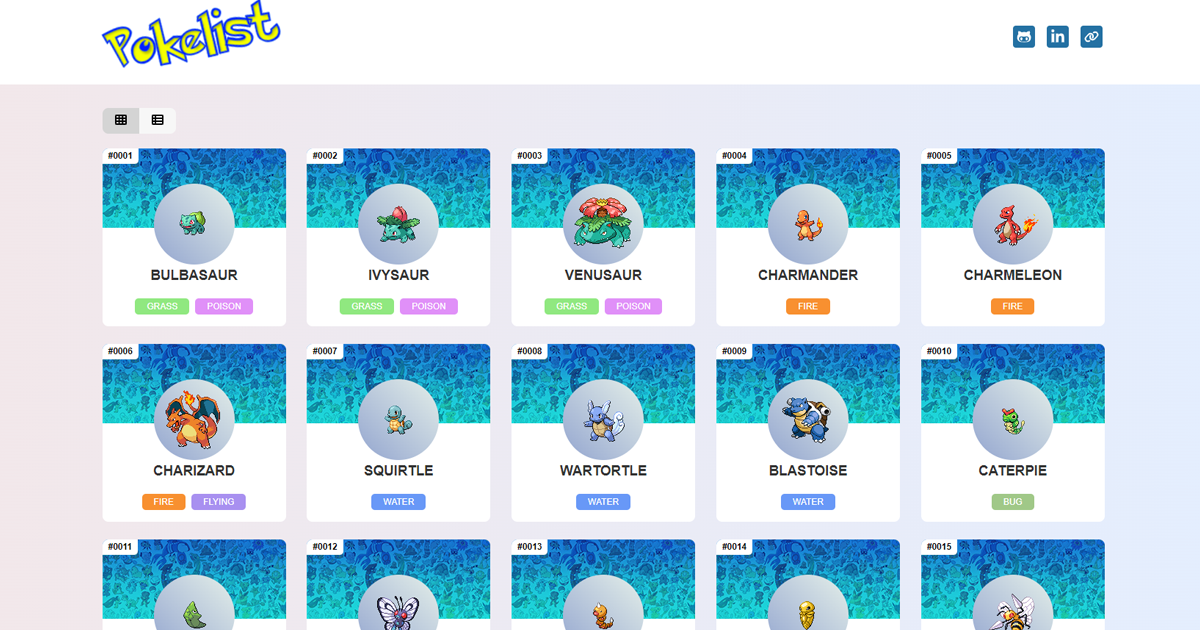 Pokelist
in
#0001 #0002 #0003 #0004 #0005
BULBASAUR IVYSAUR VENUSAUR CHARMANDER CHARMELEON
GRASS POISON GRASS POISON GRASS POISON FIRE FIRE
#0006 #0007 #0008 #0009 #0010
CHARIZARD SQUIRTLE WARTORTLE BLASTOISE CATERPIE
FIRE FLYING WATER WATER WATER BUG
#0011 #0012 #0013 #0014 #0015